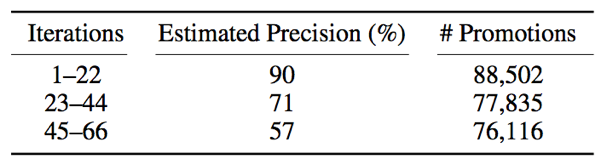 Iterations Estimated Precision (%) # Promotions
1–22 90 88,502
23–44 71 77,835
45–66 57 76,116